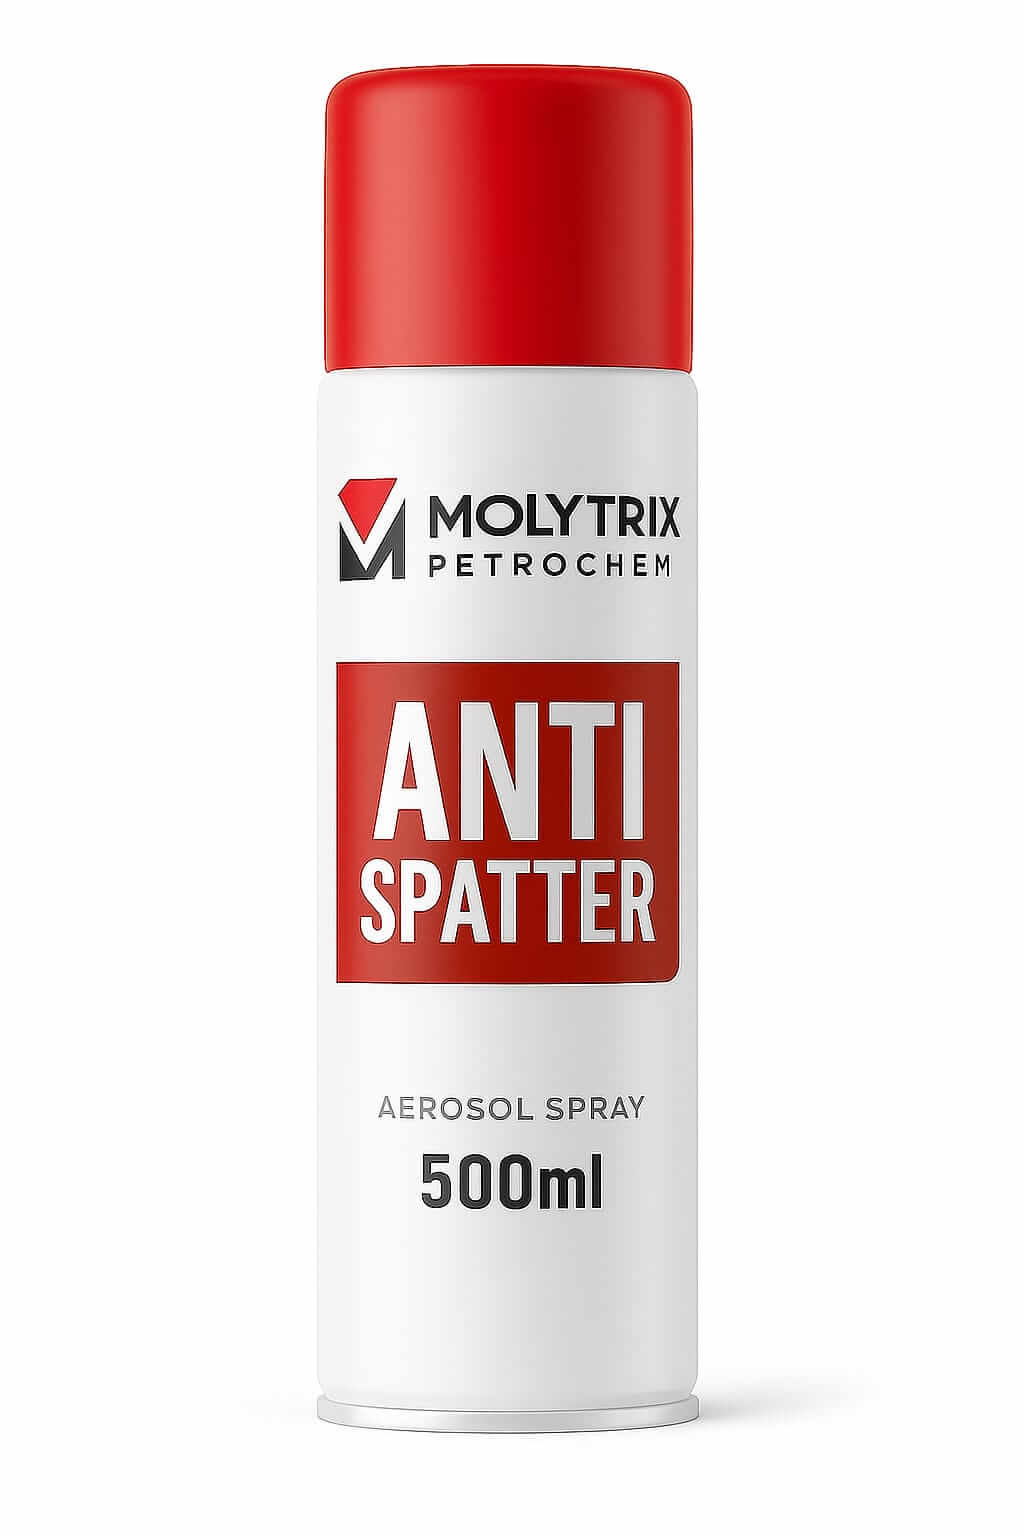 MOLYTRIX
PETROCHEM
ANTI
SPATTER
AEROSOL SPRAY
500ml